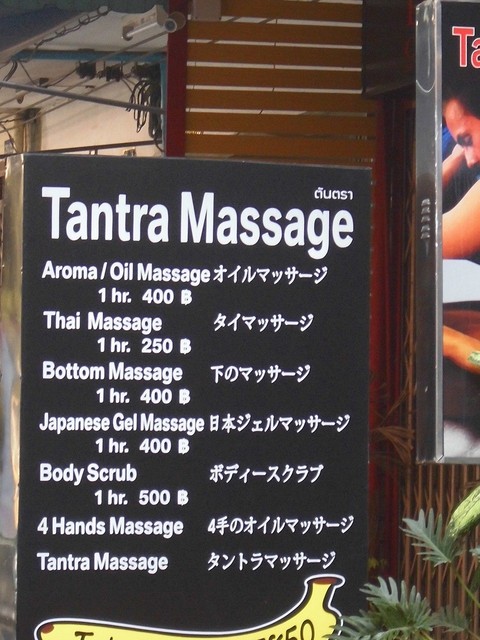 ตันตรา
Tantra Massage
Aroma / Oil Massage オイルマッサージ
1 hr. 400 ฿
Thai Massage タイマッサージ
1 hr. 250 ฿
Bottom Massage 下のマッサージ
1 hr. 400 ฿
Japanese Gel Massage 日本ジェルマッサージ
1 hr. 400 ฿
Body Scrub ボディースクラブ
1 hr. 500 ฿
4 Hands Massage 4手のオイルマッサージ
Tantra Massage タントラマッサージ
Ta